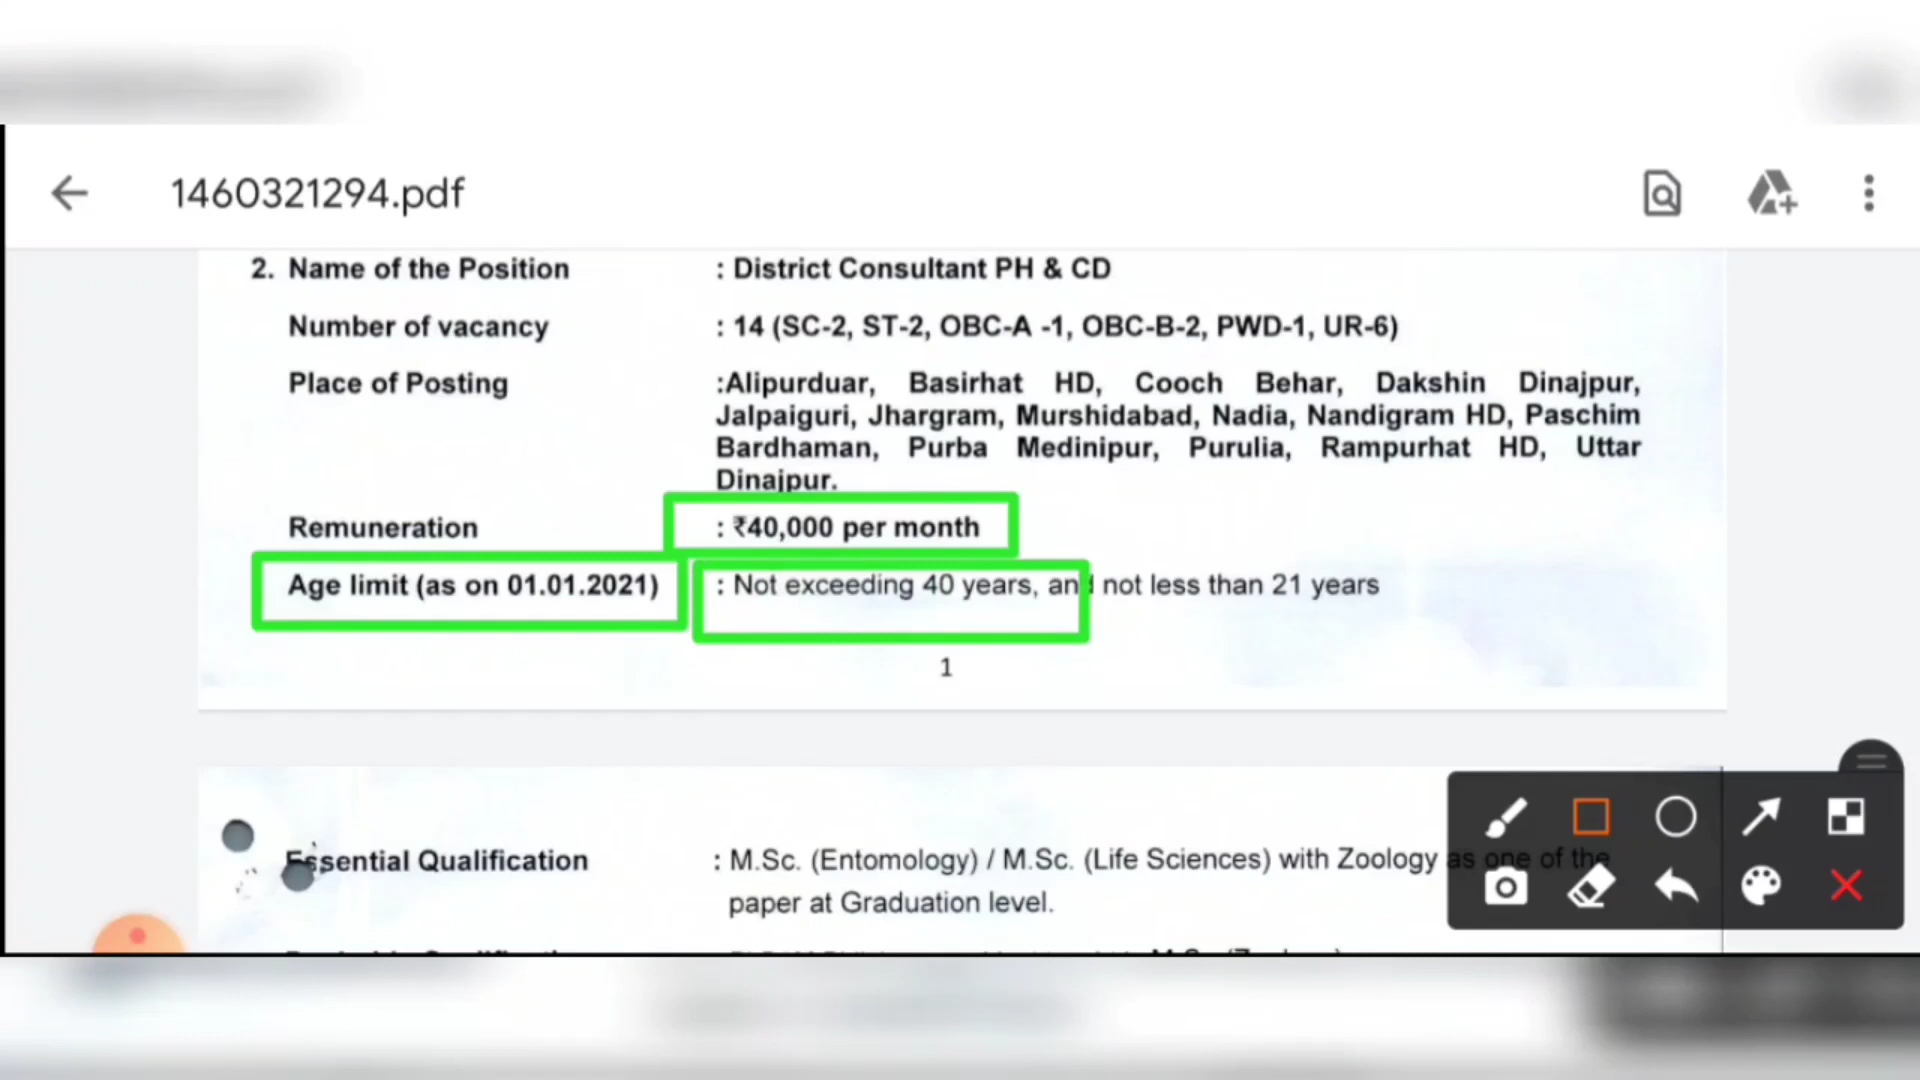 1460321294.pdf
2. Name of the Position : District Consultant PH & CD
Number of vacancy : 14 (SC-2, ST-2, OBC-A -1, OBC-B-2, PWD-1, UR-6)
Place of Posting :Alipurduar, Basirhat HD, Cooch Behar, Dakshin Dinajpur,
Jalpaiguri, Jhargram, Murshidabad, Nadia, Nandigram HD, Paschim
Bardhaman, Purba Medinipur, Purulia, Rampurhat HD, Uttar
Dinajpur.
Remuneration : ₹40,000 per month
Age limit (as on 01.01.2021) : Not exceeding 40 years, and not less than 21 years
1
Essential Qualification : M.Sc. (Entomology) / M.Sc. (Life Sciences) with Zoology as one of the
paper at Graduation level.